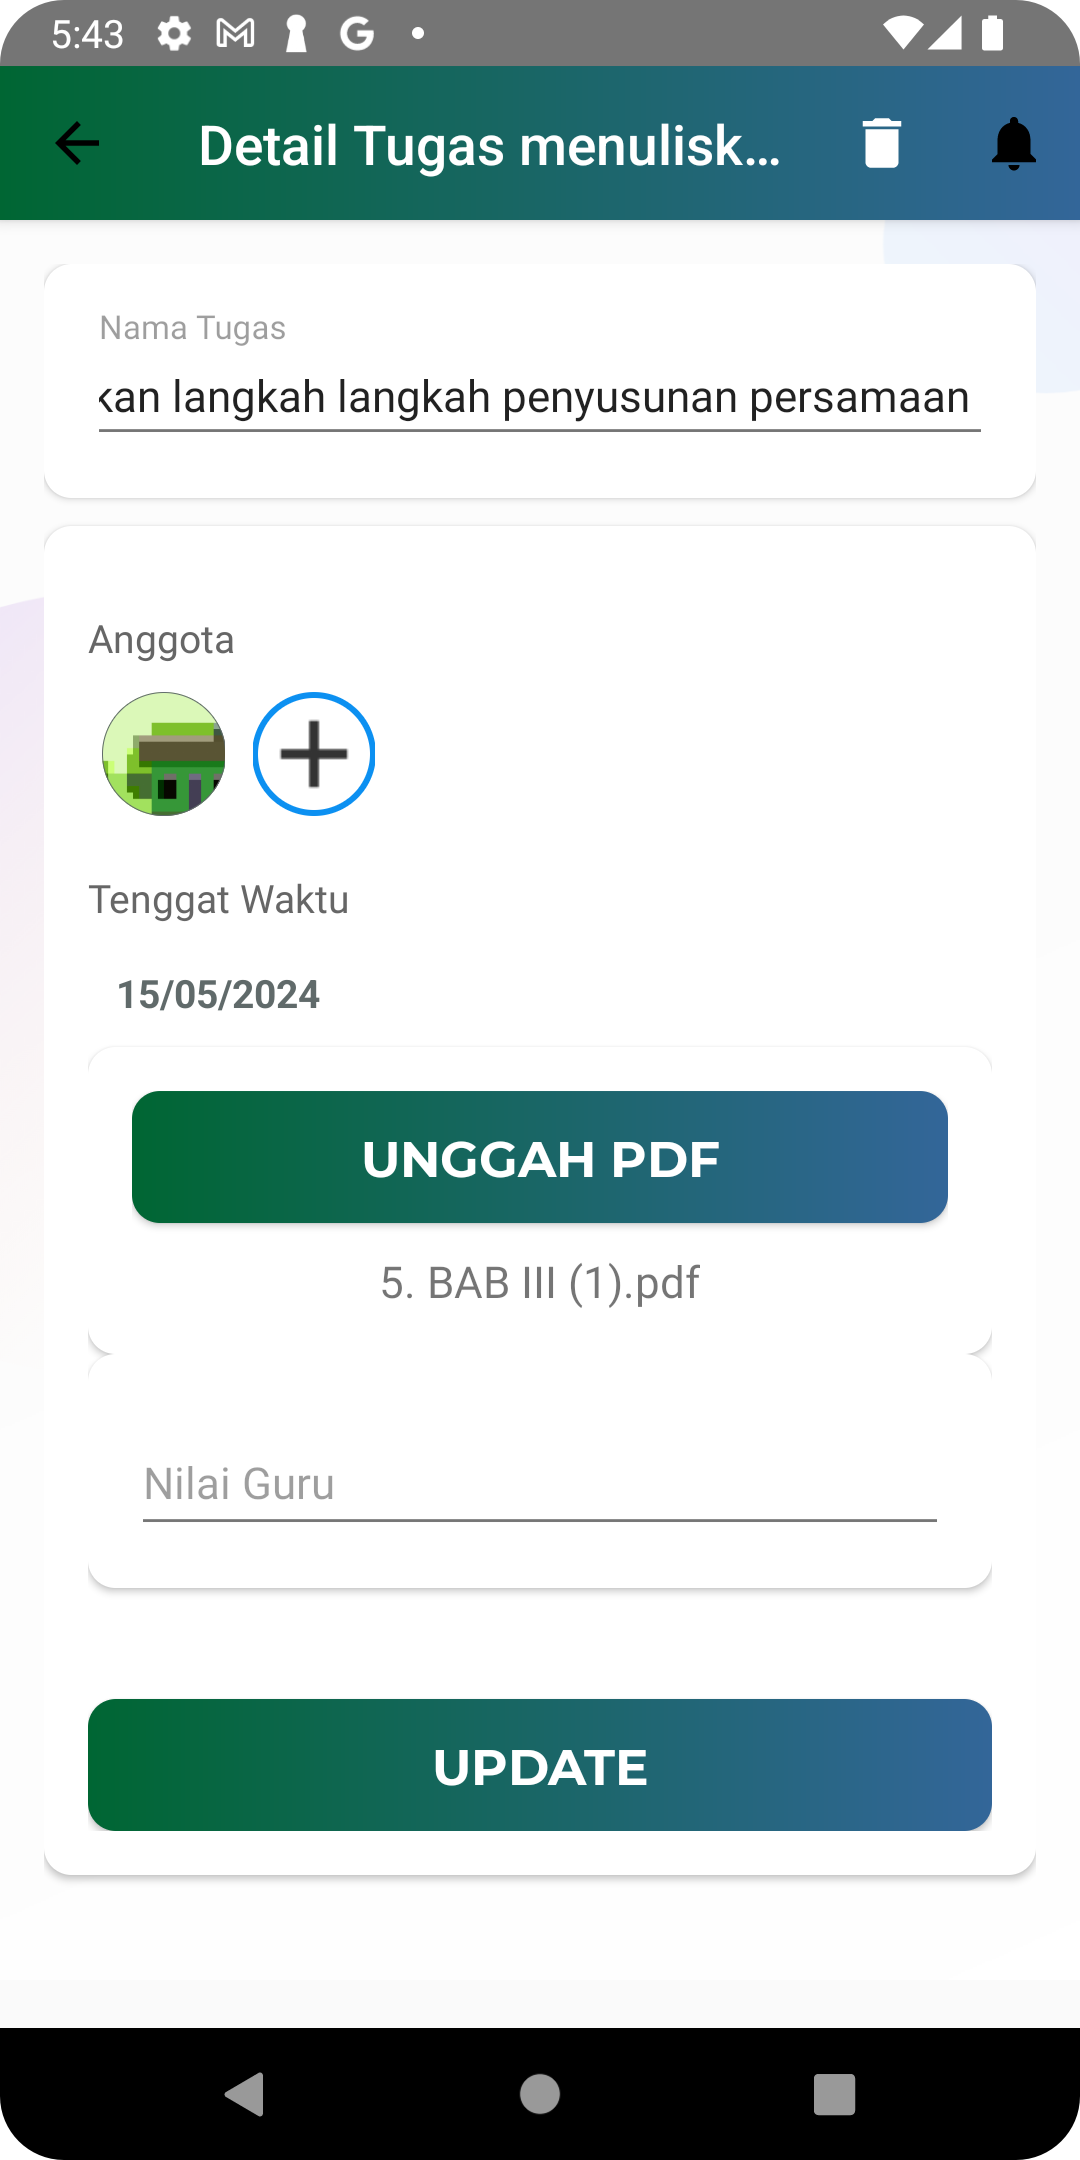 5:43
Detail Tugas menulisk...
Nama Tugas
kan langkah langkah penyusunan persamaan
Anggota
Tenggat Waktu
15/05/2024
UNGGAH PDF
5. BAB III (1).pdf
Nilai Guru
UPDATE